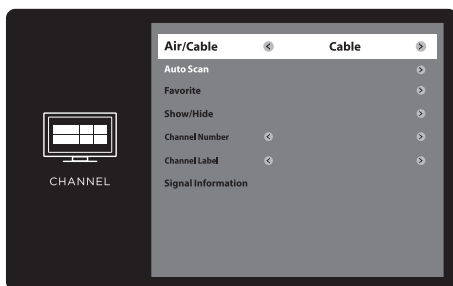 Air/Cable Cable
Auto Scan
Favorite
Show/Hide
Channel Number
Channel Label
Signal Information
CHANNEL